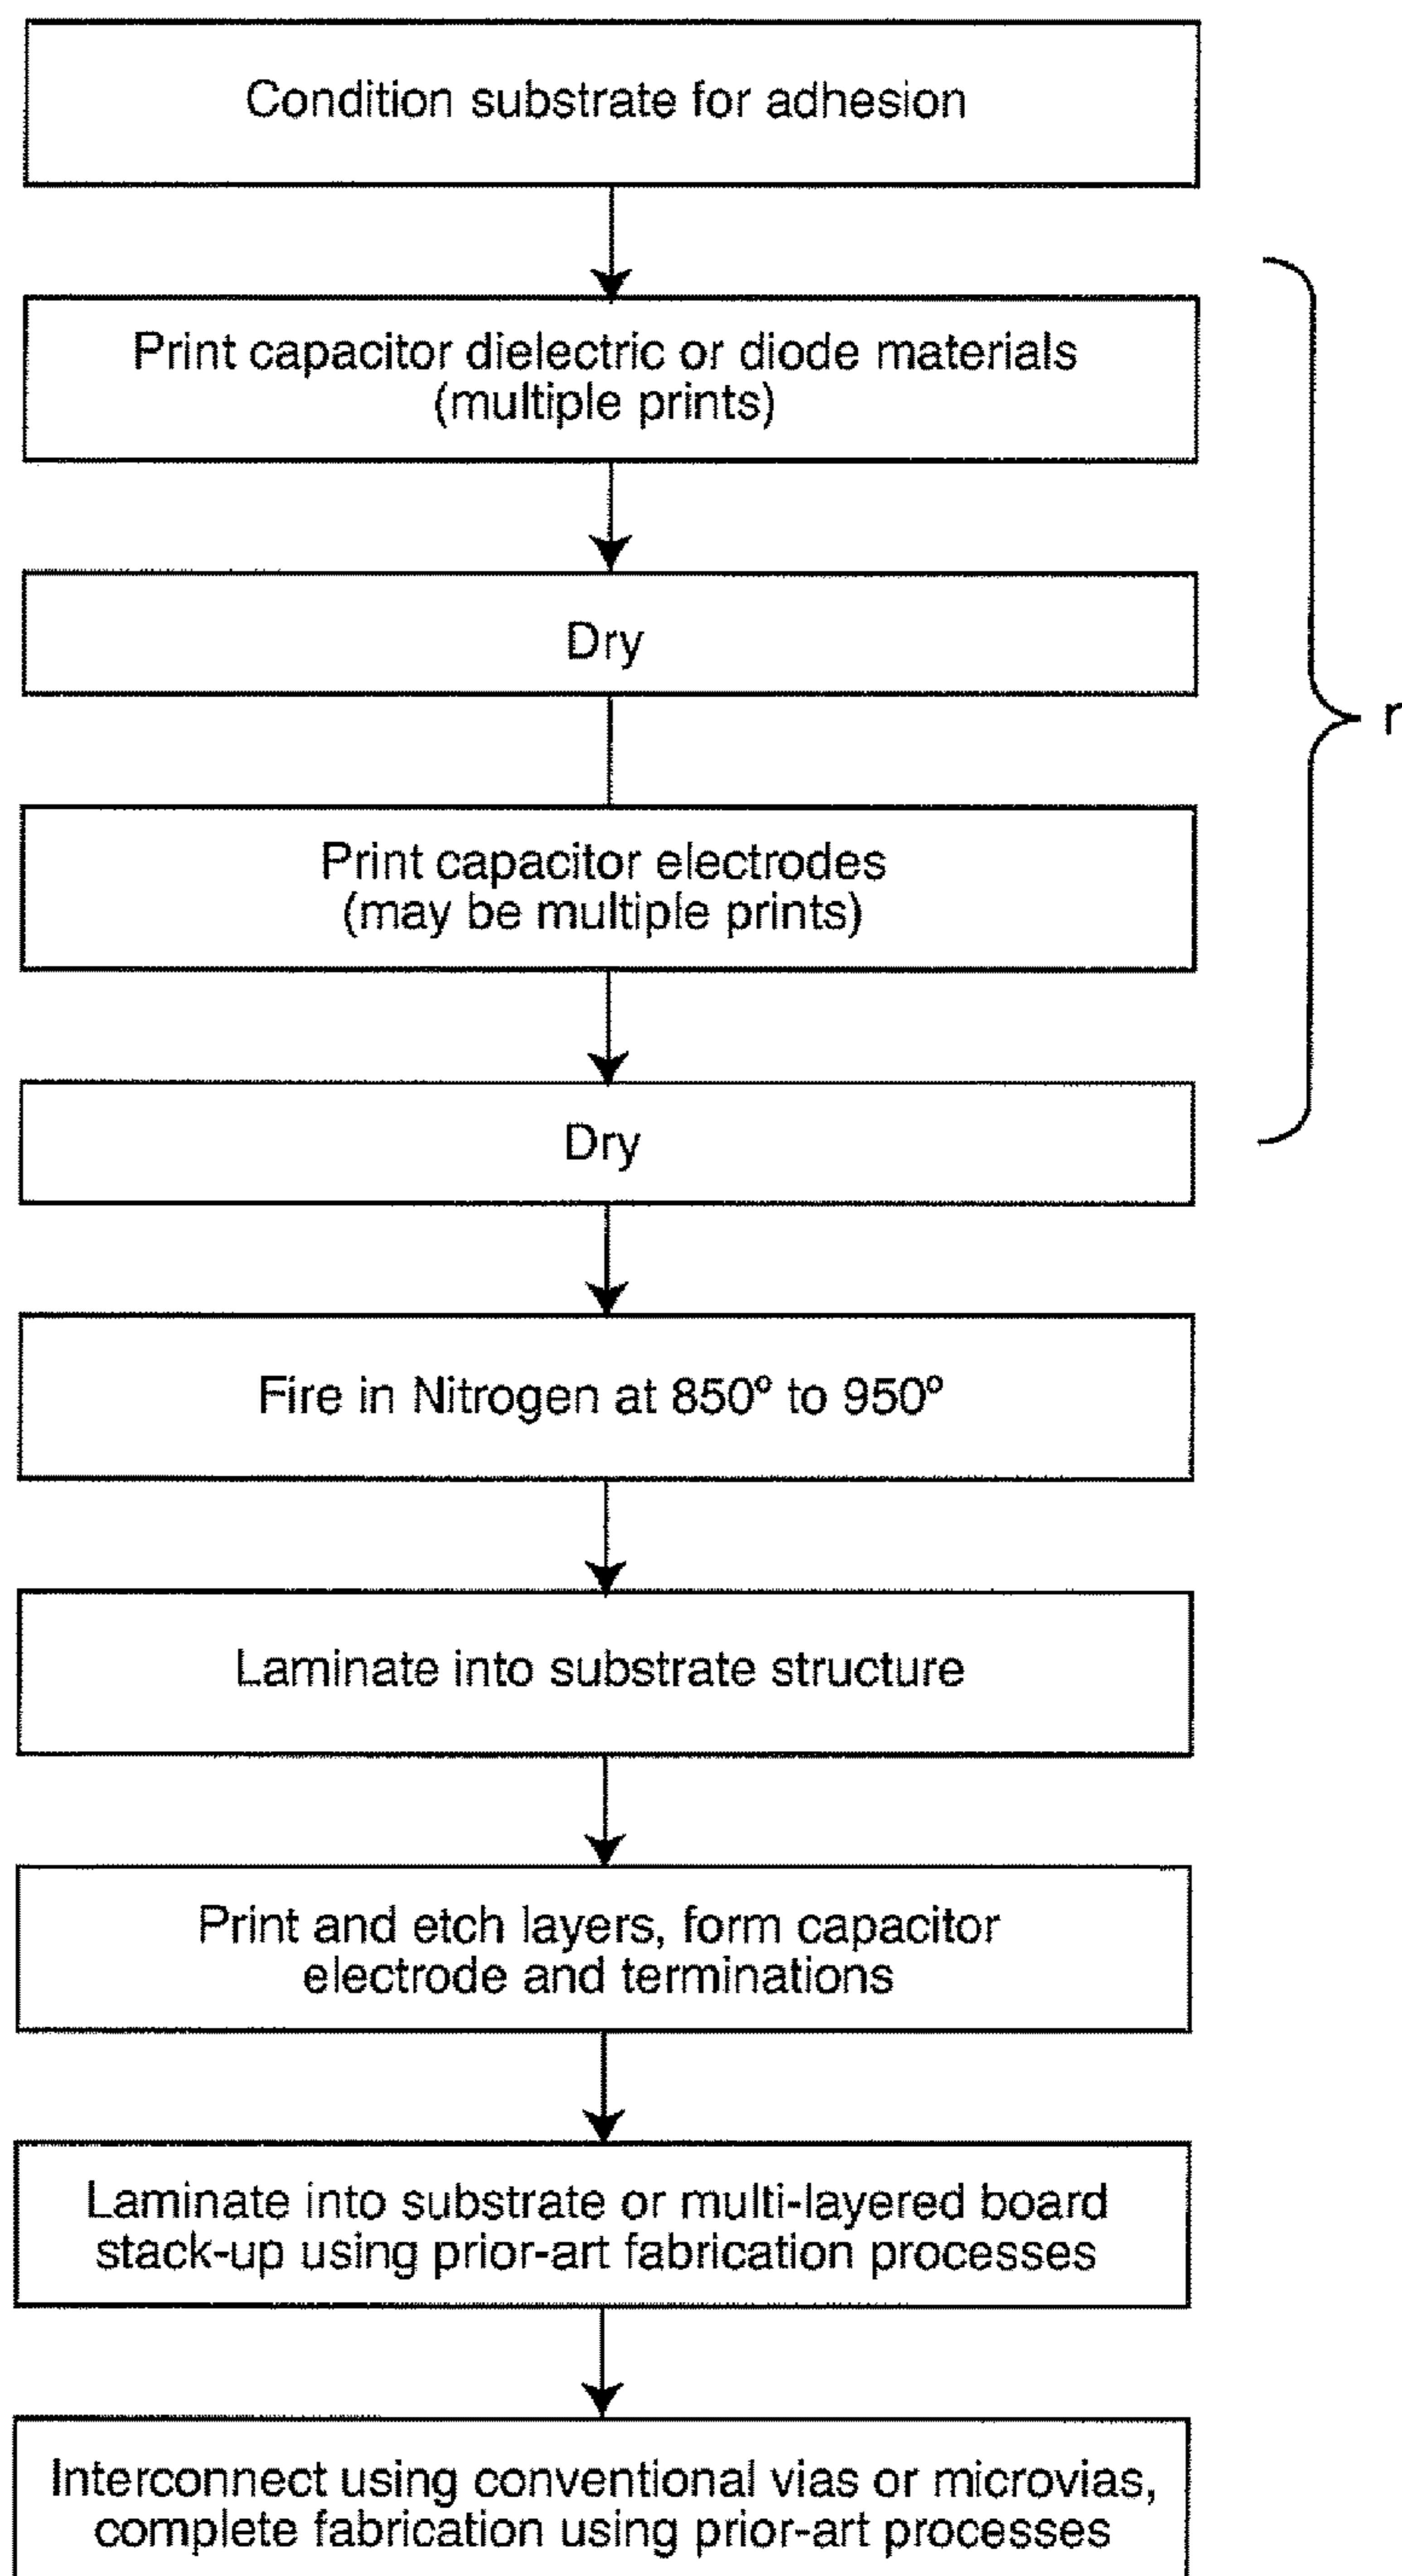 Condition substrate for adhesion
Print capacitor dielectric or diode materials
(multiple prints)
Dry
r
Print capacitor electrodes
(may be multiple prints)
Dry
Fire in Nitrogen at 850º to 950º
Laminate into substrate structure
Print and etch layers, form capacitor
electrode and terminations
Laminate into substrate or multi-layered board
stack-up using prior-art fabrication processes
Interconnect using conventional vias or microvias,
complete fabrication using prior-art processes